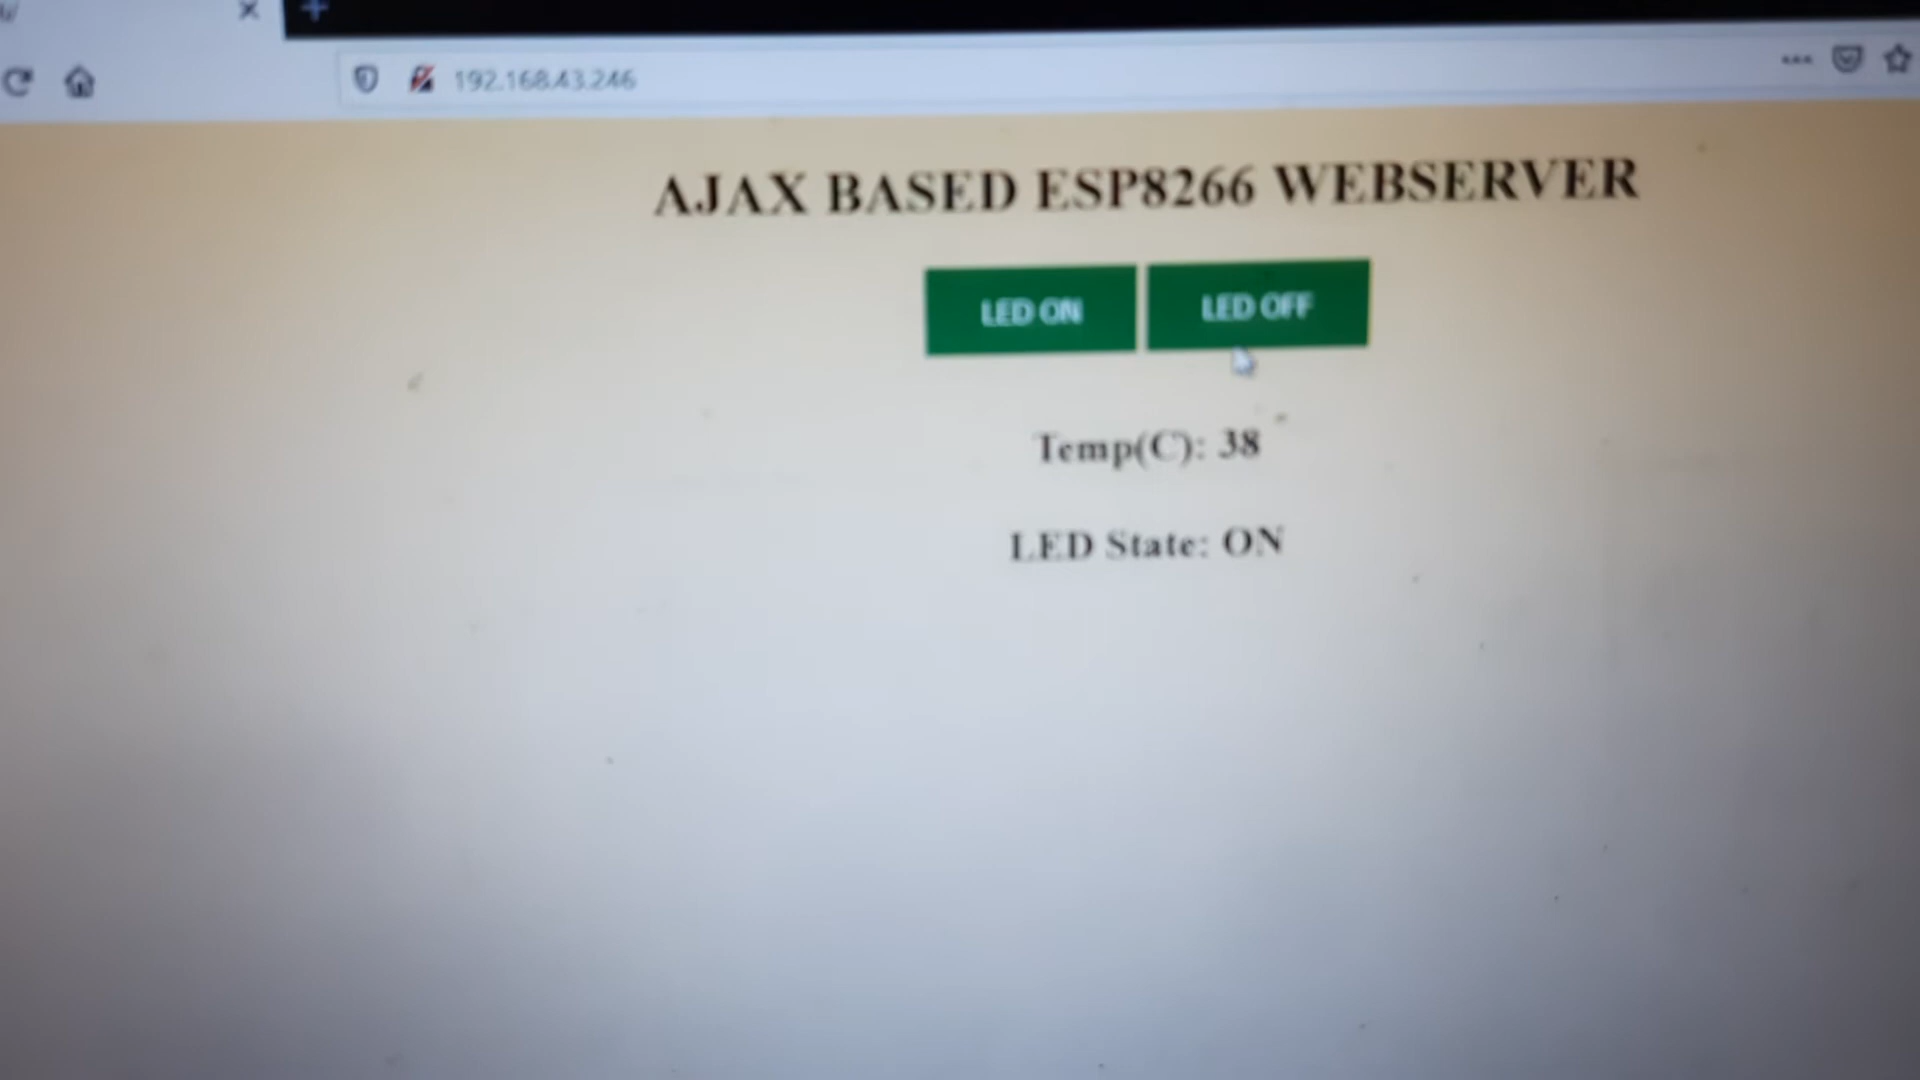 192.168.43.246
AJAX BASED ESP8266 WEBSERVER
LED ON LED OFF
Temp(C): 38
LED State: ON